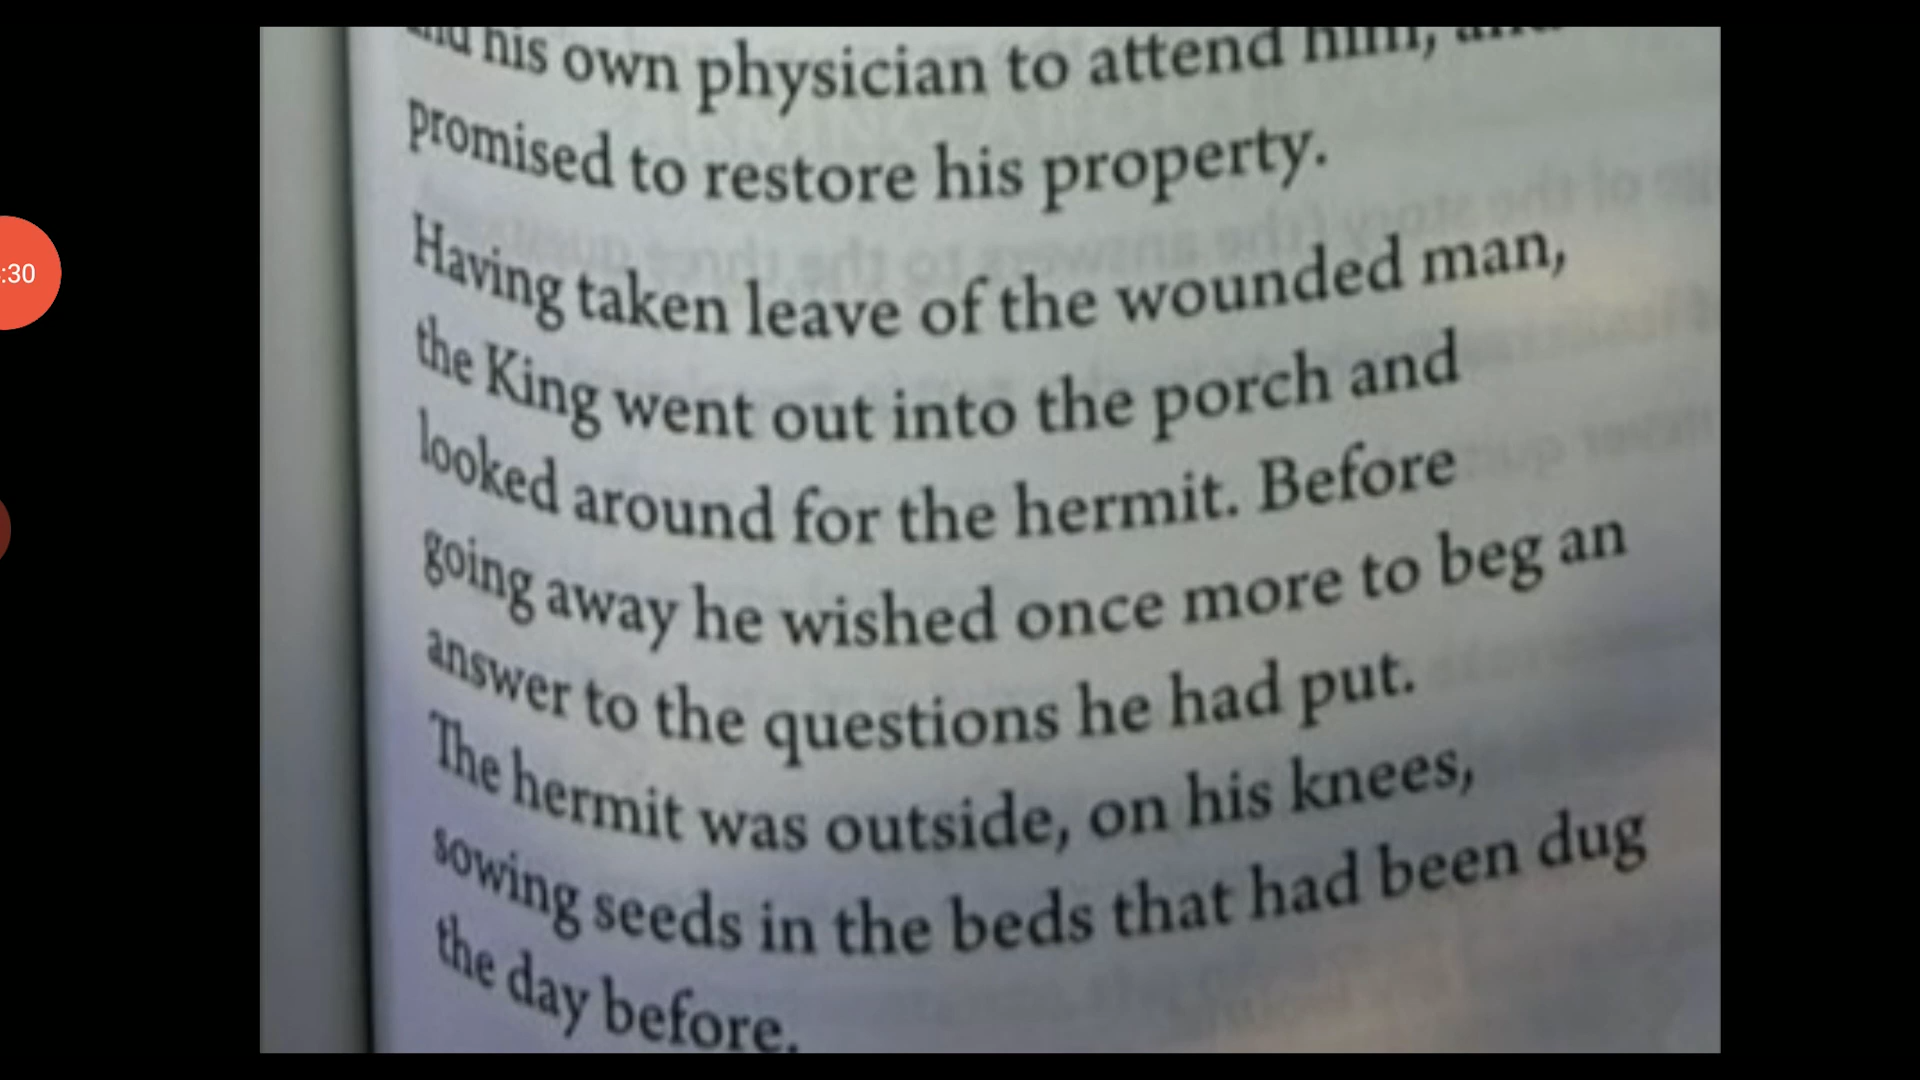 :30
his own physician to attend him,
promised to restore his property.
Having taken leave of the wounded man,
the King went out into the porch and
looked around for the hermit. Before
going away he wished once more to beg an
answer to the questions he had put.
The hermit was outside, on his knees,
sowing seeds in the beds that had been dug
the day before.